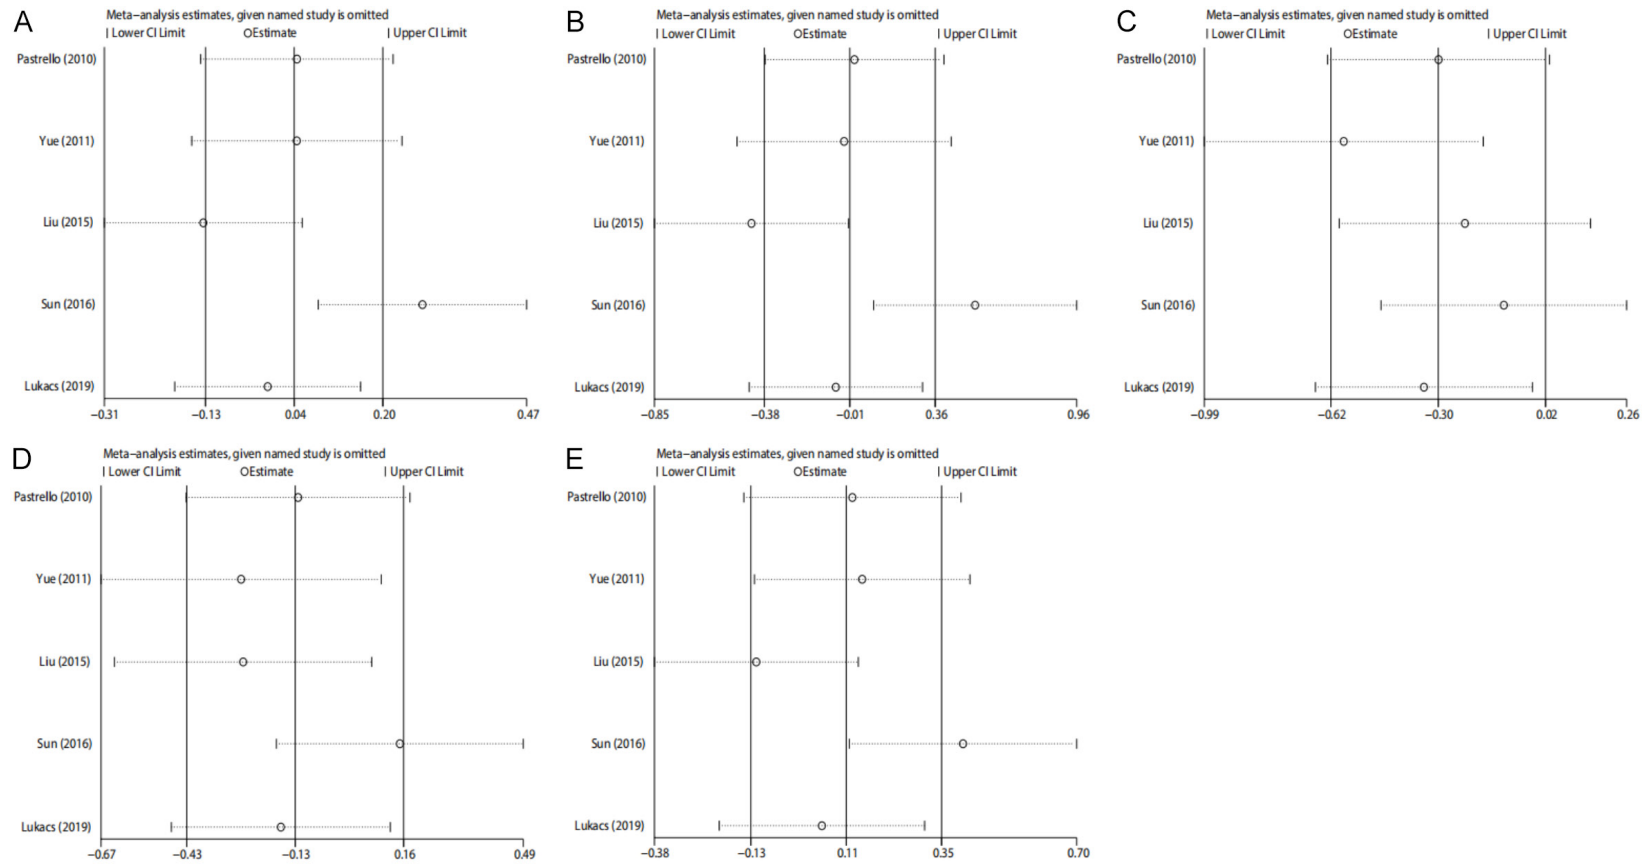 A
Meta−analysis estimates, given named study is omitted
| Lower CI Limit OEstimate | Upper CI Limit
Pastrello (2010)
Yue (2011)
Liu (2015)
Sun (2016)
Lukacs (2019)
−0.31 −0.13 0.04 0.20 0.47
B
Meta−analysis estimates, given named study is omitted
| Lower CI Limit OEstimate | Upper CI Limit
Pastrello (2010)
Yue (2011)
Liu (2015)
Sun (2016)
Lukacs (2019)
−0.85 −0.38 −0.01 0.36 0.96
C
Meta−analysis estimates, given named study is omitted
| Lower CI Limit OEstimate | Upper CI Limit
Pastrello (2010)
Yue (2011)
Liu (2015)
Sun (2016)
Lukacs (2019)
−0.99 −0.62 −0.30 0.02 0.26
D
Meta−analysis estimates, given named study is omitted
| Lower CI Limit OEstimate | Upper CI Limit
Pastrello (2010)
Yue (2011)
Liu (2015)
Sun (2016)
Lukacs (2019)
−0.67 −0.43 −0.13 0.16 0.49
E
Meta−analysis estimates, given named study is omitted
| Lower CI Limit OEstimate | Upper CI Limit
Pastrello (2010)
Yue (2011)
Liu (2015)
Sun (2016)
Lukacs (2019)
−0.38 −0.13 0.11 0.35 0.70